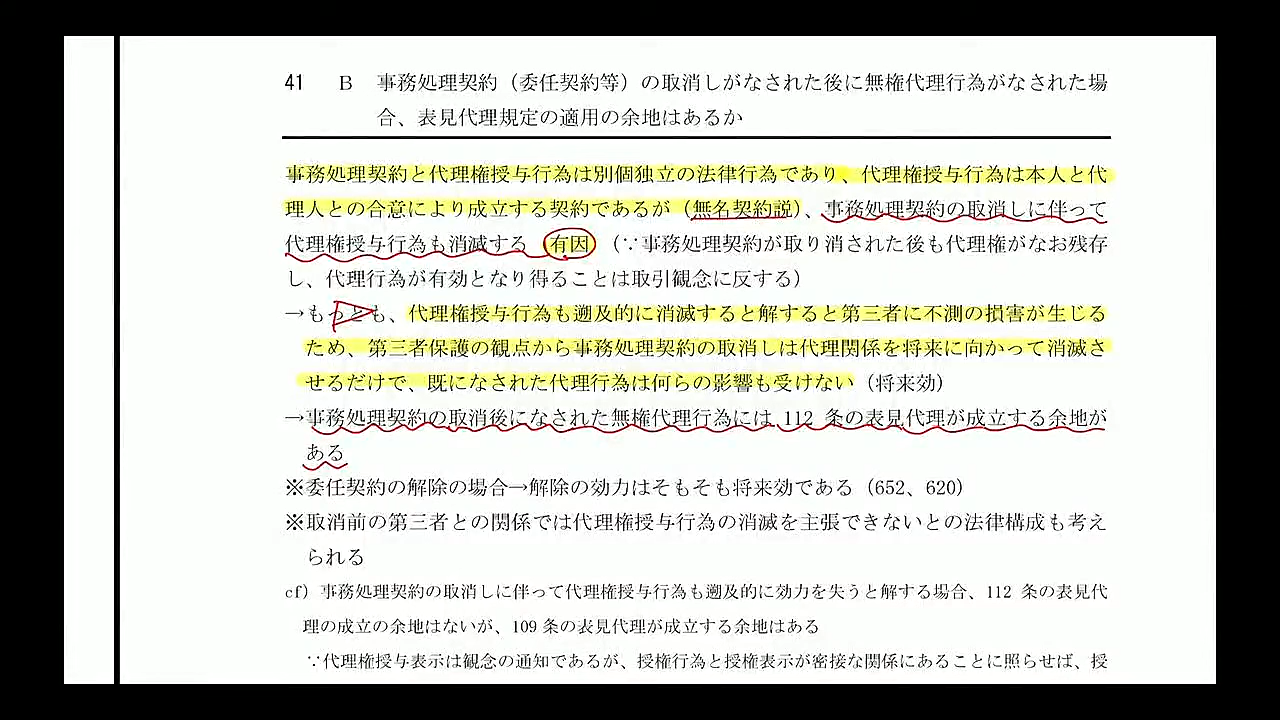 41 B 事務処理契約（委任契約等）の取消しがなされた後に無権代理行為がなされた場
合、表見代理規定の適用の余地はあるか
事務処理契約と代理権授与行為は別個独立の法律行為であり、代理権授与行為は本人と代
理人との合意により成立する契約であるが（無名契約説）、事務処理契約の取消しに伴って
代理権授与行為も消滅する 有因（∵事務処理契約が取り消された後も代理権がなお残存
し、代理行為が有効となり得ることは取引観念に反する）
→もっとも、代理権授与行為も遡及的に消滅すると解すると第三者に不測の損害が生じる
ため、第三者保護の観点から事務処理契約の取消しは代理関係を将来に向かって消滅さ
せるだけで、既になされた代理行為は何らの影響も受けない（将来効）
→事務処理契約の取消後になされた無権代理行為には、112 条の表見代理が成立する余地が
ある
※委任契約の解除の場合→解除の効力はそもそも将来効である（652、620）
※取消前の第三者との関係では代理権授与行為の消滅を主張できないとの法律構成も考え
られる
cf）事務処理契約の取消しに伴って代理権授与行為も遡及的に効力を失うと解する場合、112 条の表見代
理の成立の余地はないが、109 条の表見代理が成立する余地はある
∵代理権授与表示は観念の通知であるが、授権行為と授権表示が密接な関係にあることに照らせば、授